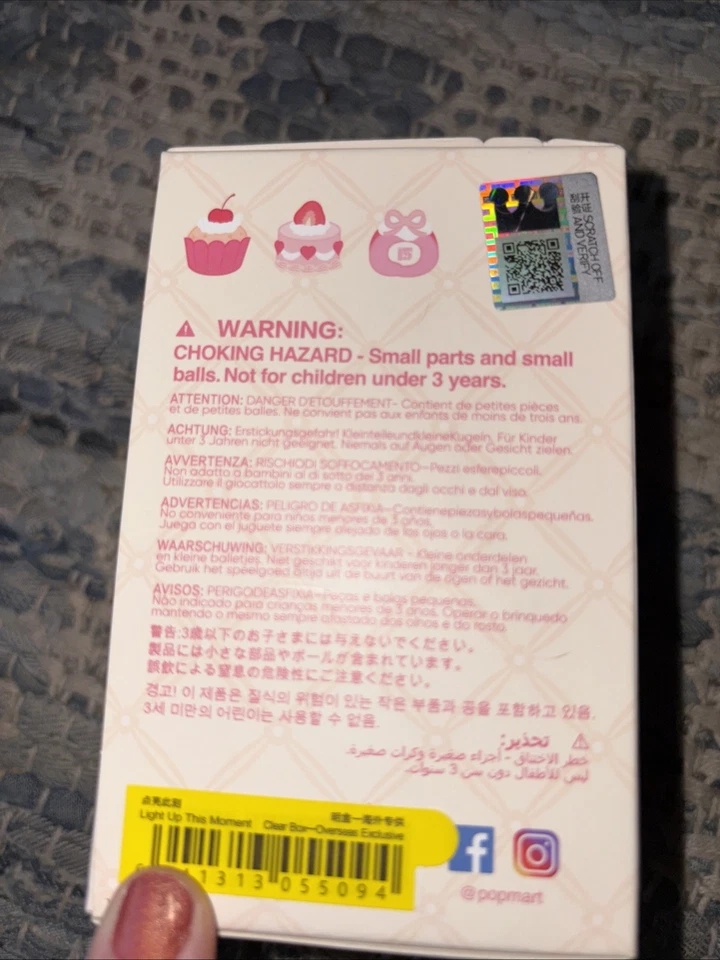 15
开涂 SCRATCH OFF
刮擦 AND VERIFY
⚠ WARNING:
CHOKING HAZARD - Small parts and small
balls. Not for children under 3 years.
ATTENTION: DANGER D'ETOUFFEMENT- Contient de petites pièces
et de petites balles. Ne convient pas aux enfants de moins de trois ans.
ACHTUNG: Erstickungsgefahr! KleinteileundkleineKugeln. Für Kinder
unter 3 Jahren nicht geeignet. Niemals auf Augen oder Gesicht zielen.
AVVERTENZA: RISCHIODI SOFFOCAMENTO-Pezzi esferepiccoli.
Non adatto a bambini al di sotto dei 3 anni.
Utilizzare il giocattolo sempre a distanza dagli occhi e dal viso.
ADVERTENCIAS: PELIGRO DE ASFIXIA-Contienepiezasybolaspequeñas.
No conveniente para niños menores de 3 años.
Juega con el juguete siempre alejado de los ojos o la cara.
WAARSCHUWING: VERSTIKKINGSGEVAAR - Kleine onderdelen
en kleine balletjes. Niet geschikt voor kinderen jonger dan 3 jaar.
Gebruik het speelgoed altijd uit de buurt van de ogen of het gezicht.
AVISOS: PERIGODEASFIXIA-Peças e bolas pequenas.
Não indicado para crianças menores de 3 anos. Operar o brinquedo
mantendo o mesmo sempre afastado dos olhos e do rosto.
警告:3歳以下のお子さまには与えないでください。
製品には小さな部品やボールが含まれています。
誤飲による窒息の危険性にご注意ください。
경고! 이 제품은 질식의 위험이 있는 작은 부품과 공을 포함하고 있음.
3세 미만의 어린이는 사용할 수 없음.
⚠ تحذير:
خطر الاختناق - أجزاء صغيرة وكرات صغيرة.
ليس للأطفال دون سن 3 سنوات.
点亮此刻 明盒—海外专供
Light Up This Moment Clear Box—Overseas Exclusive
1313 055094
@popmart